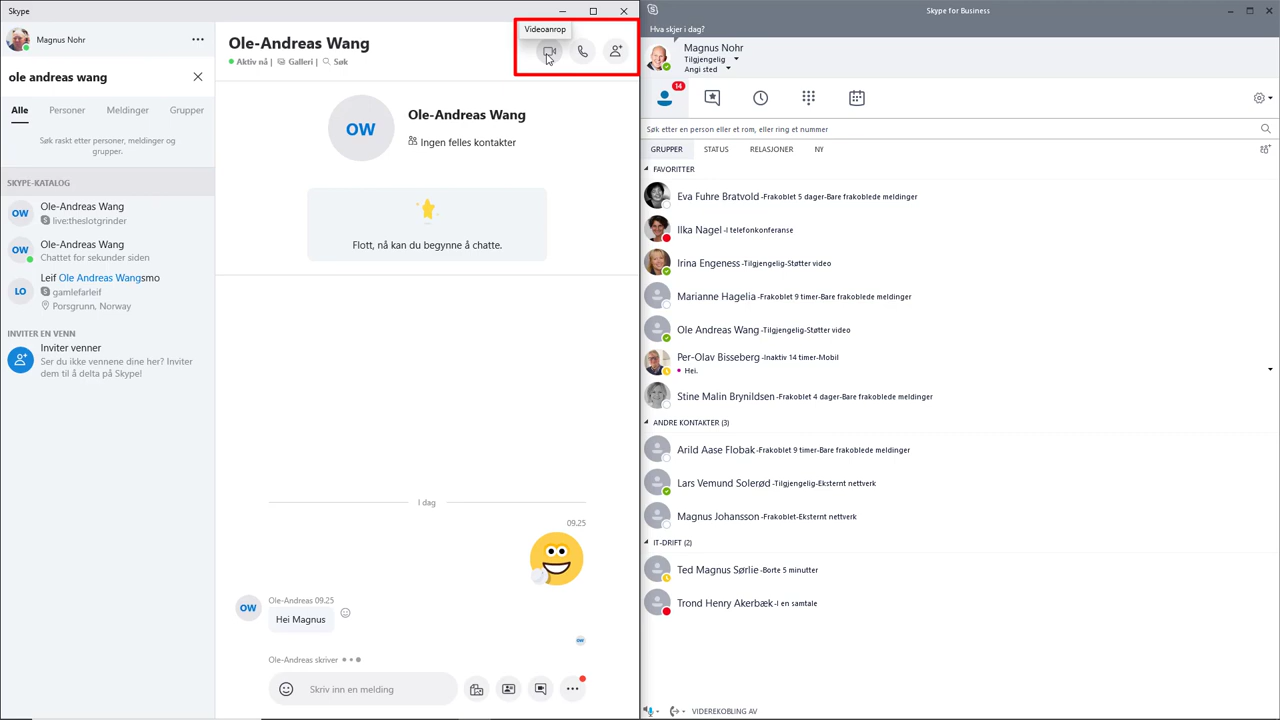 Skype
Magnus Nohr
ole andreas wang
Alle
Personer
Meldinger
Grupper
Søk raskt etter personer, meldinger og
grupper.
SKYPE-KATALOG
OW
Ole-Andreas Wang
live:theslotgrinder
OW
Ole-Andreas Wang
Chattet for sekunder siden
LO
Leif Ole Andreas Wangsmo
gamlefarleif
Porsgrunn, Norway
INVITER EN VENN
Inviter venner
Ser du ikke vennene dine her? Inviter
dem til å delta på Skype!
Ole-Andreas Wang
Aktiv nå | Galleri | Søk
Videoanrop
OW
Ole-Andreas Wang
Ingen felles kontakter
Flott, nå kan du begynne å chatte.
I dag
09.25
Ole-Andreas 09.25
OW
Hei Magnus
OW
Ole-Andreas skriver
Skriv inn en melding
Skype for Business
Hva skjer i dag?
Magnus Nohr
Tilgjengelig
Angi sted
14
Søk etter en person eller et rom, eller ring et nummer
GRUPPER
STATUS
RELASJONER
NY
FAVORITTER
Eva Fuhre Bratvold -Frakoblet 5 dager-Bare frakoblede meldinger
Ilka Nagel -I telefonkonferanse
Irina Engeness -Tilgjengelig-Støtter video
Marianne Hagelia -Frakoblet 9 timer-Bare frakoblede meldinger
Ole Andreas Wang -Tilgjengelig-Støtter video
Per-Olav Bisseberg -Inaktiv 14 timer-Mobil
Hei.
Stine Malin Brynildsen -Frakoblet 4 dager-Bare frakoblede meldinger
ANDRE KONTAKTER (3)
Arild Aase Flobak -Frakoblet 9 timer-Bare frakoblede meldinger
Lars Vemund Solerød -Tilgjengelig-Eksternt nettverk
Magnus Johansson -Frakoblet-Eksternt nettverk
IT-DRIFT (2)
Ted Magnus Sørlie -Borte 5 minutter
Trond Henry Akerbæk -I en samtale
VIDEREKOBLING AV